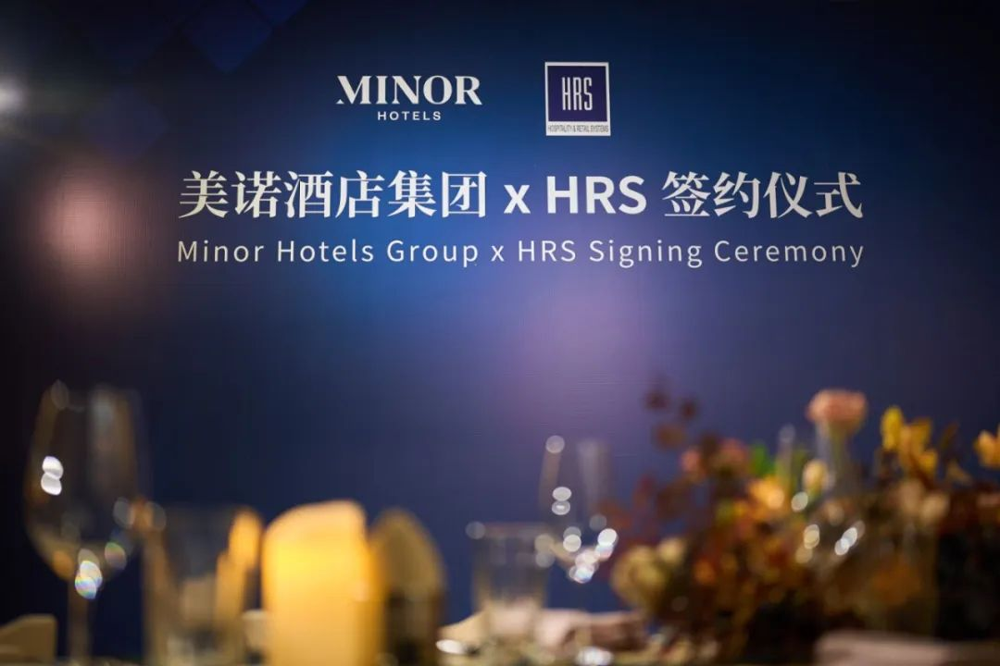 MINOR
HOTELS
HRS
HOSPITALITY & RETAIL SYSTEMS
美诺酒店集团 x HRS 签约仪式
Minor Hotels Group x HRS Signing Ceremony